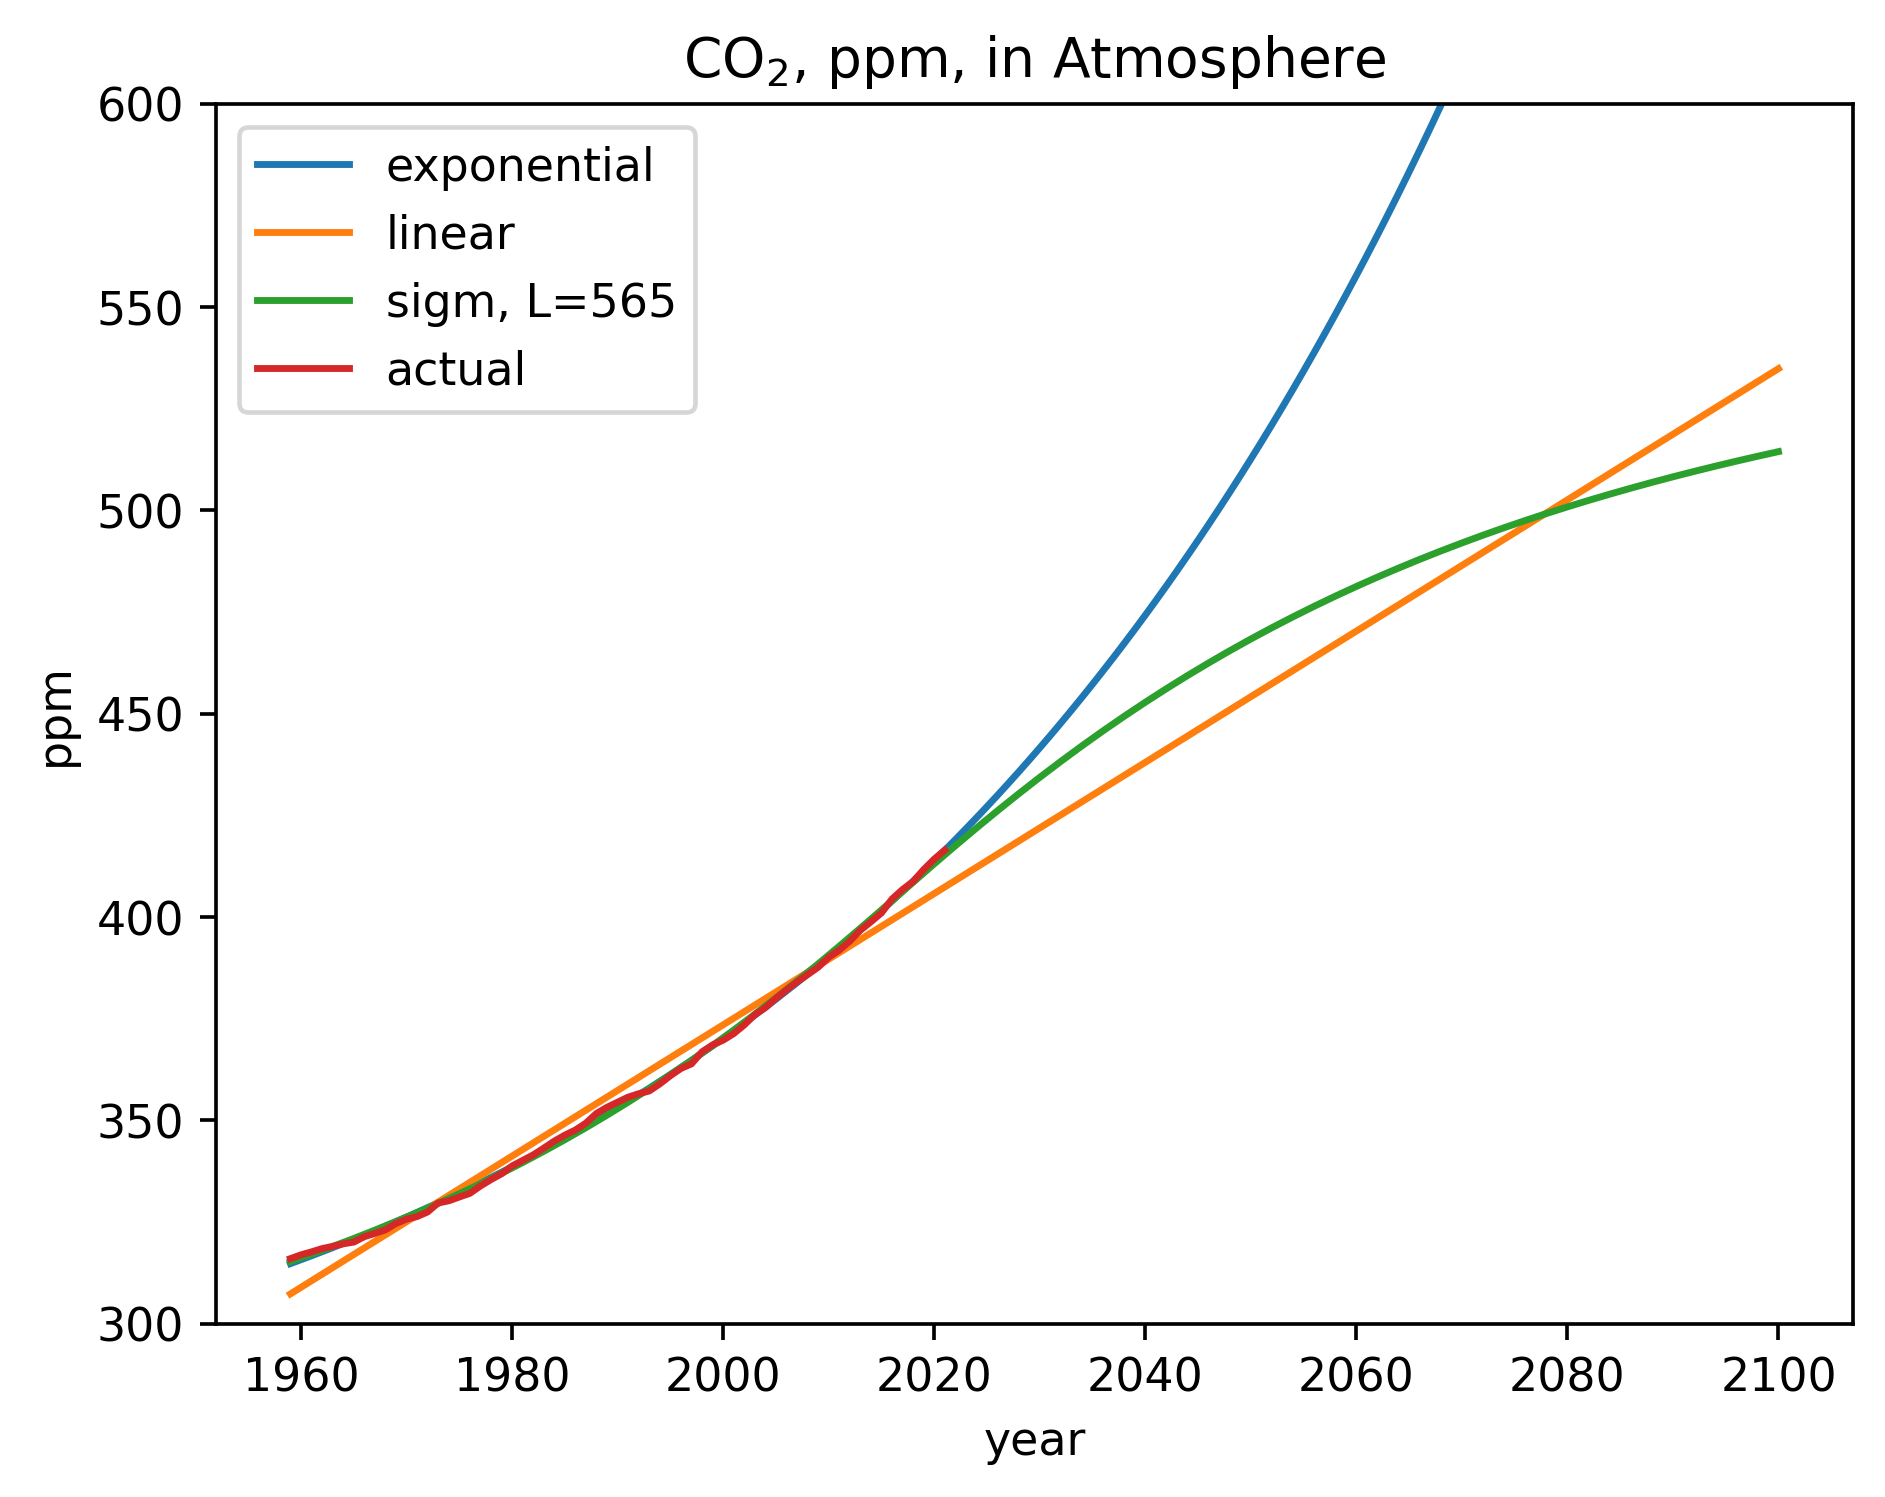 CO₂, ppm, in Atmosphere
600
550
500
450
400
350
300
ppm
exponential
linear
sigm, L=565
actual
1960 1980 2000 2020 2040 2060 2080 2100
year